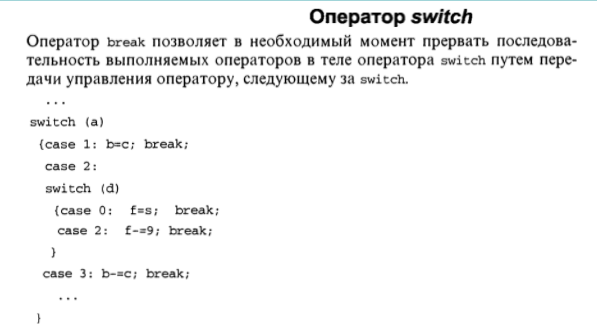 Оператор switch
Оператор break позволяет в необходимый момент прервать последова-
тельность выполняемых операторов в теле оператора switch путем пере-
дачи управления оператору, следующему за switch.
...
switch (a)
{case 1: b=c; break;
case 2:
switch (d)
{case 0: f=s; break;
case 2: f-=9; break;
}
case 3: b-=c; break;
...
}